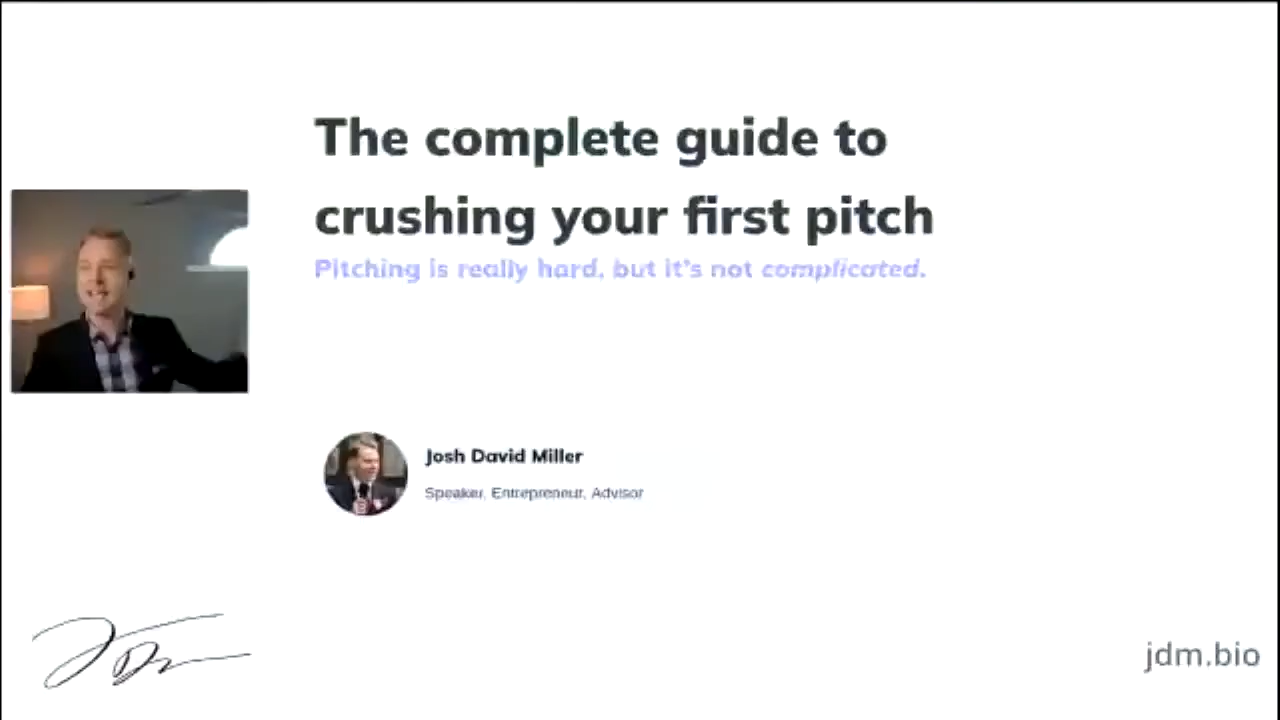 The complete guide to
crushing your first pitch
Pitching is really hard, but it's not complicated.
Josh David Miller
Speaker, Entrepreneur, Advisor
jdm.bio